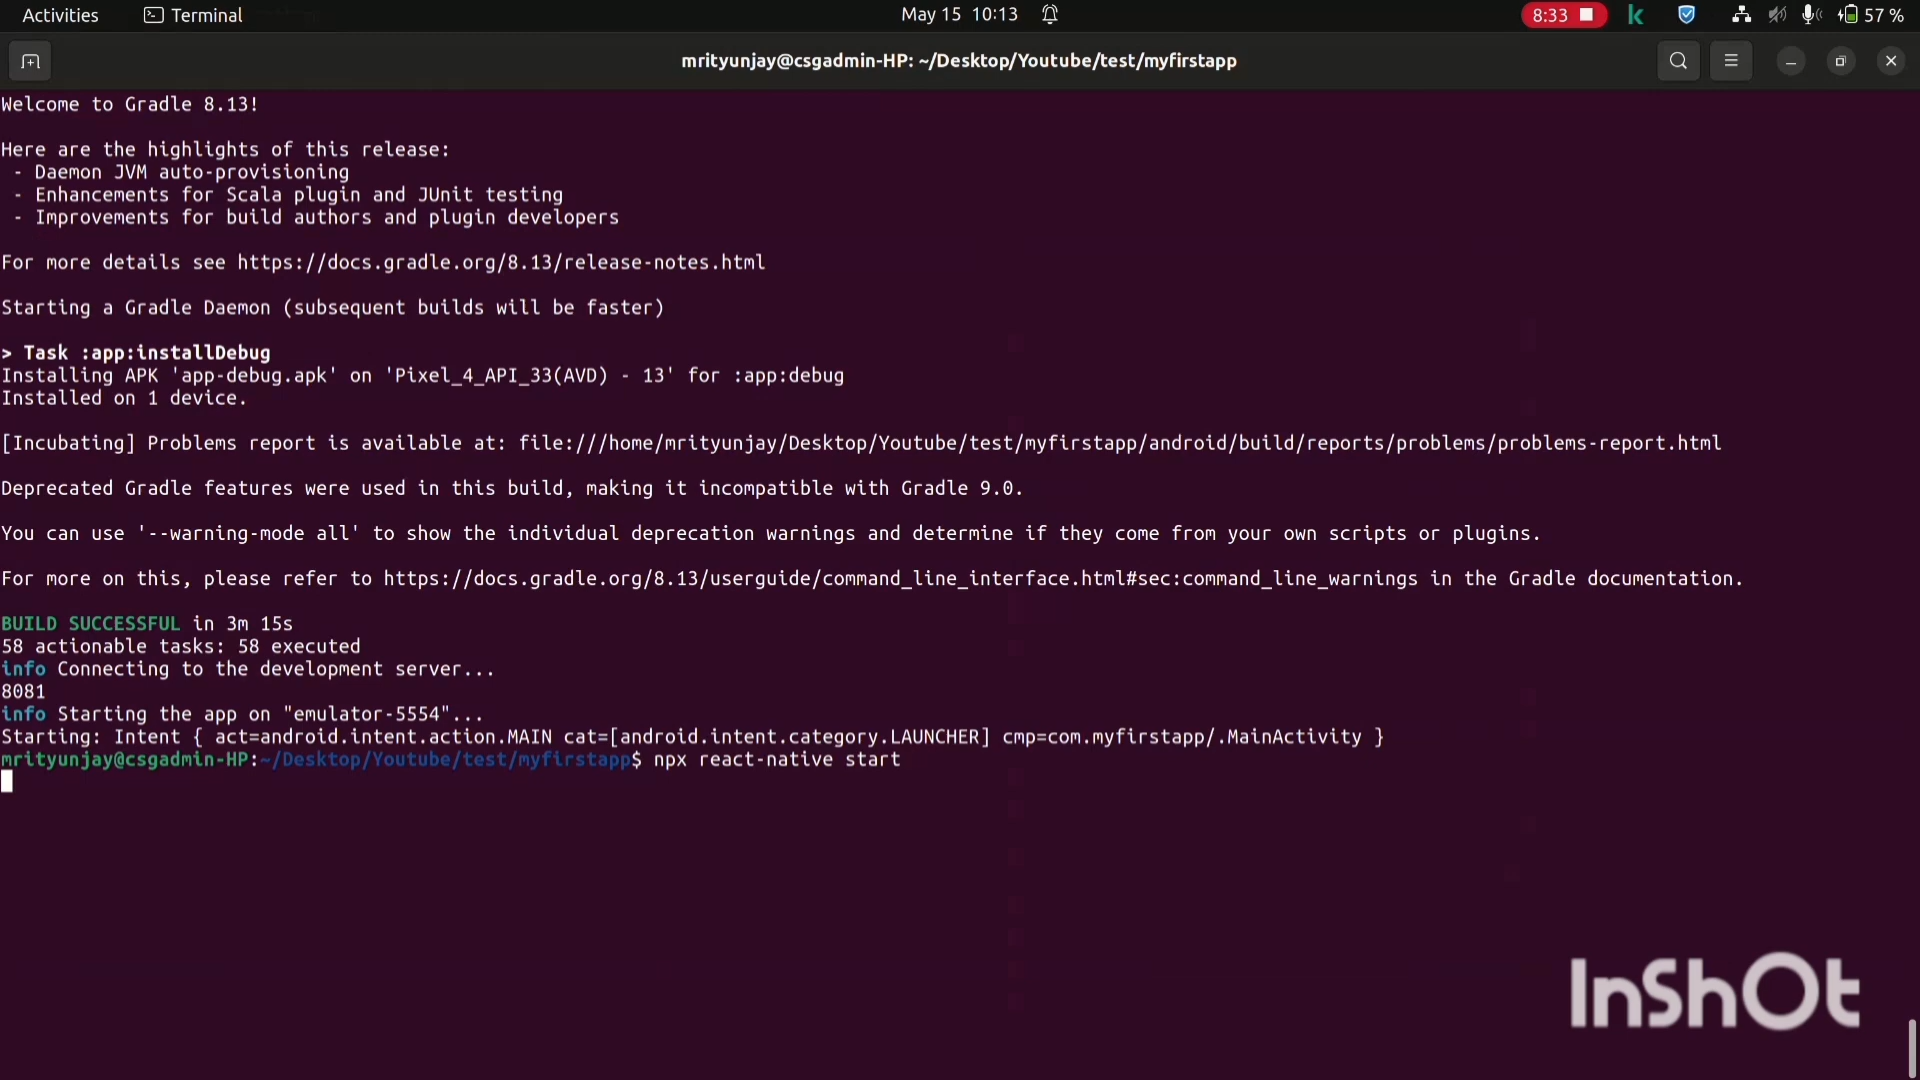 Activities Terminal May 15 10:13 8:33 57 %
mrityunjay@csgadmin-HP: ~/Desktop/Youtube/test/myfirstapp
Welcome to Gradle 8.13!
Here are the highlights of this release:
- Daemon JVM auto-provisioning
- Enhancements for Scala plugin and JUnit testing
- Improvements for build authors and plugin developers
For more details see https://docs.gradle.org/8.13/release-notes.html
Starting a Gradle Daemon (subsequent builds will be faster)
> Task :app:installDebug
Installing APK 'app-debug.apk' on 'Pixel_4_API_33(AVD) - 13' for :app:debug
Installed on 1 device.
[Incubating] Problems report is available at: file:///home/mrityunjay/Desktop/Youtube/test/myfirstapp/android/build/reports/problems/problems-report.html
Deprecated Gradle features were used in this build, making it incompatible with Gradle 9.0.
You can use '--warning-mode all' to show the individual deprecation warnings and determine if they come from your own scripts or plugins.
For more on this, please refer to https://docs.gradle.org/8.13/userguide/command_line_interface.html#sec:command_line_warnings in the Gradle documentation.
BUILD SUCCESSFUL in 3m 15s
58 actionable tasks: 58 executed
info Connecting to the development server...
8081
info Starting the app on "emulator-5554"...
Starting: Intent { act=android.intent.action.MAIN cat=[android.intent.category.LAUNCHER] cmp=com.myfirstapp/.MainActivity }
mrityunjay@csgadmin-HP:~/Desktop/Youtube/test/myfirstapp$ npx react-native start
InShOt